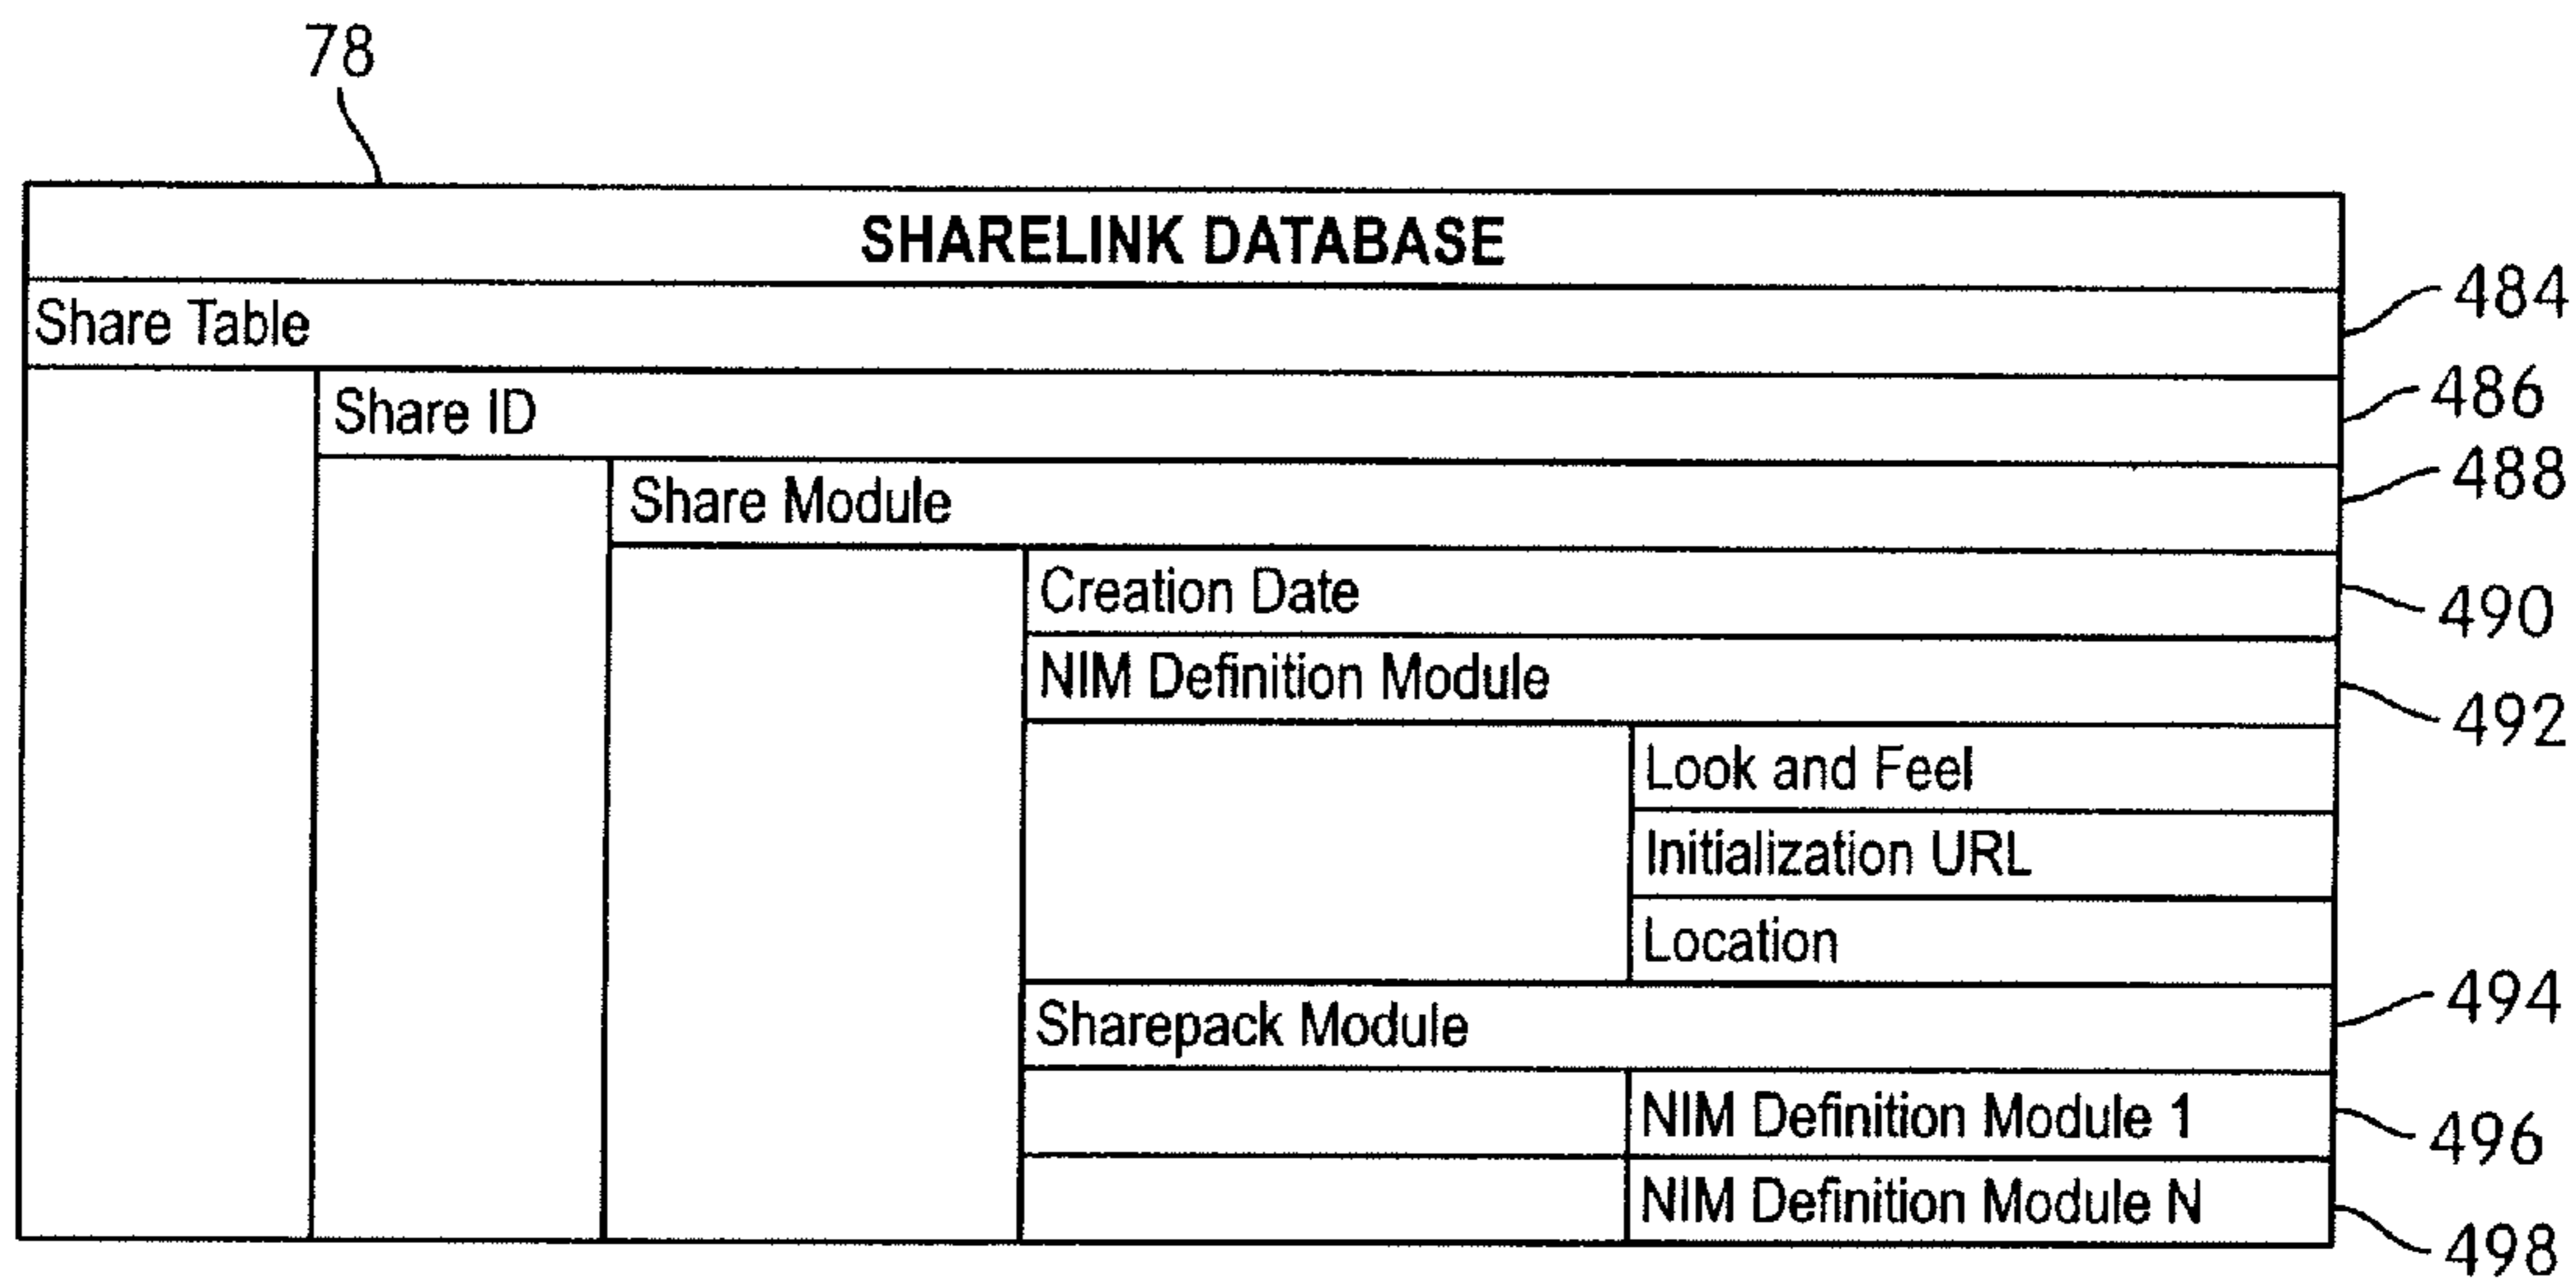 78
SHARELINK DATABASE
Share Table
484
Share ID
486
Share Module
488
Creation Date
490
NIM Definition Module
492
Look and Feel
Initialization URL
Location
Sharepack Module
494
NIM Definition Module 1
496
NIM Definition Module N
498